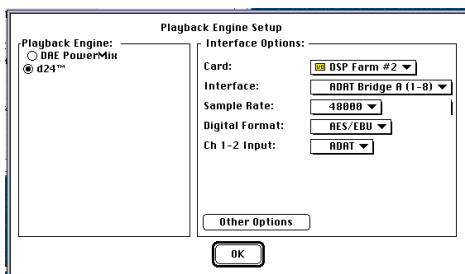 Playback Engine Setup
Playback Engine:
DAE PowerMix
d24™
Interface Options:
Card: DSP Farm #2
Interface: ADAT Bridge A (1-8)
Sample Rate: 48000
Digital Format: AES/EBU
Ch 1-2 Input: ADAT
Other Options
OK